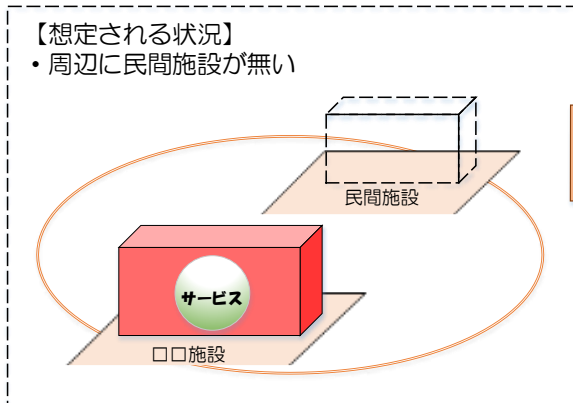 【想定される状況】
・周辺に民間施設が無い
民間施設
サービス
□□施設